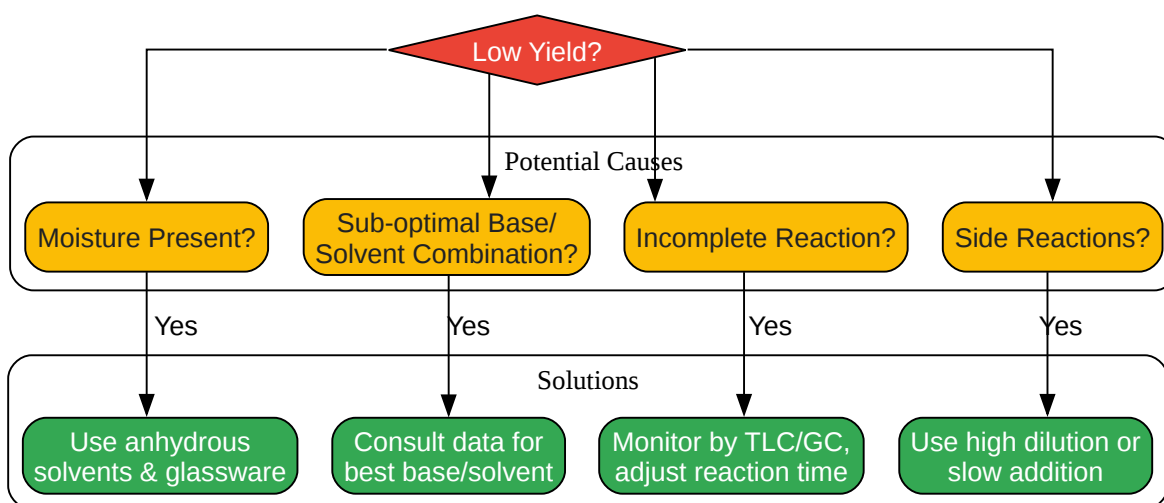 Low Yield?
Potential Causes
Moisture Present?
Sub-optimal Base/
Solvent Combination?
Incomplete Reaction?
Side Reactions?
Yes
Yes
Yes
Yes
Solutions
Use anhydrous
solvents & glassware
Consult data for
best base/solvent
Monitor by TLC/GC,
adjust reaction time
Use high dilution or
slow addition